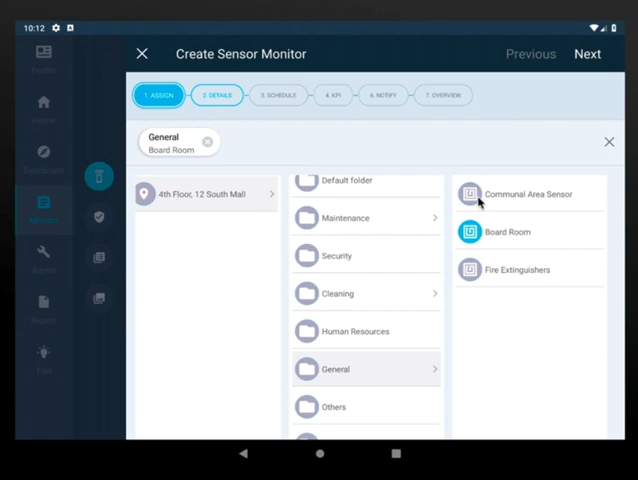 10:12
Create Sensor Monitor
Previous
Next
1. ASSIGN
2. DETAILS
3. SCHEDULE
4. KPI
6. NOTIFY
7. OVERVIEW
General
Board Room
4th Floor, 12 South Mall
Default folder
Maintenance
Security
Cleaning
Human Resources
General
Others
Communal Area Sensor
Board Room
Fire Extinguishers
Home
Dashboard
Monitor
Admin
Report